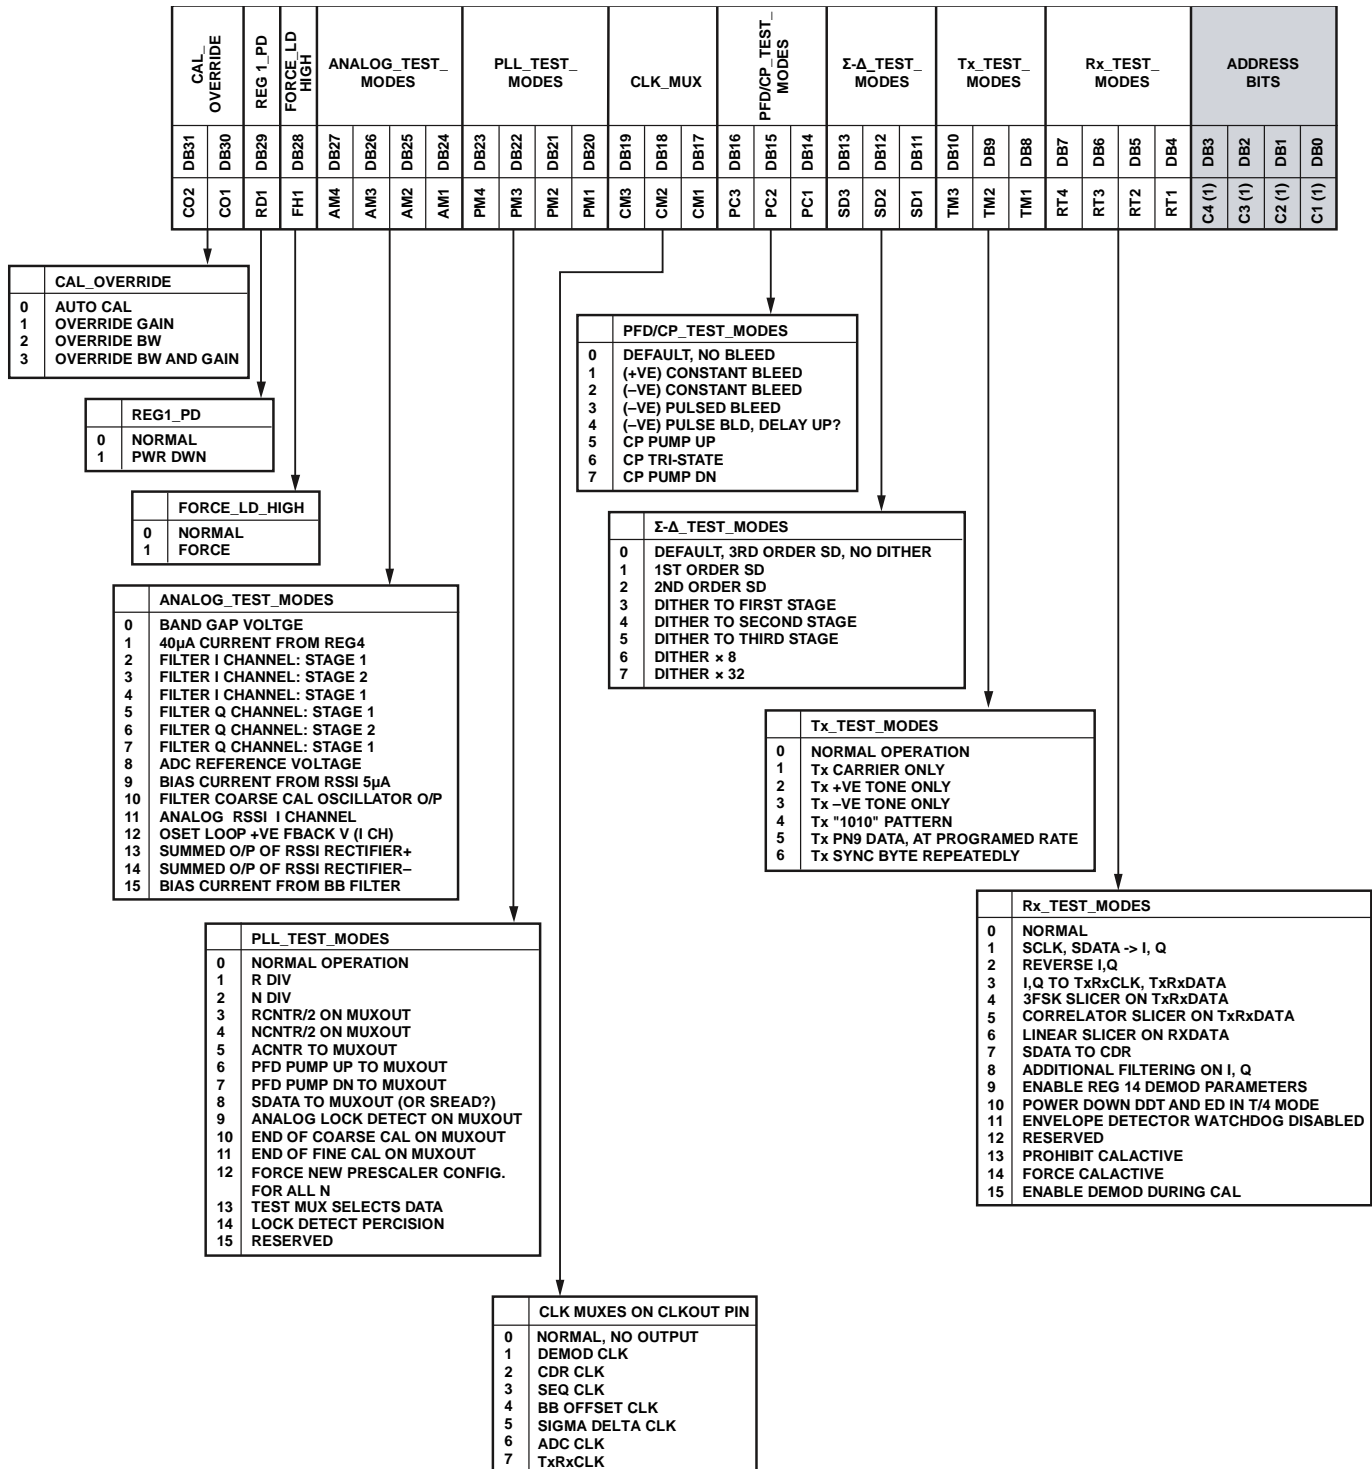 CAL_
OVERRIDE
REG 1_PD
FORCE_LD
HIGH
ANALOG_TEST_
MODES
PLL_TEST_
MODES
CLK_MUX
PFD/CP_TEST_
MODES
Σ-Δ_TEST_
MODES
Tx_TEST_
MODES
Rx_TEST_
MODES
ADDRESS
BITS
DB31 DB30 DB29 DB28 DB27 DB26 DB25 DB24 DB23 DB22 DB21 DB20 DB19 DB18 DB17 DB16 DB15 DB14 DB13 DB12 DB11 DB10 DB9 DB8 DB7 DB6 DB5 DB4 DB3 DB2 DB1 DB0
CO2 CO1 RD1 FH1 AM4 AM3 AM2 AM1 PM4 PM3 PM2 PM1 CM3 CM2 CM1 PC3 PC2 PC1 SD3 SD2 SD1 TM3 TM2 TM1 RT4 RT3 RT2 RT1 C4 (1) C3 (1) C2 (1) C1 (1)
CAL_OVERRIDE
0 AUTO CAL
1 OVERRIDE GAIN
2 OVERRIDE BW
3 OVERRIDE BW AND GAIN
REG1_PD
0 NORMAL
1 PWR DWN
FORCE_LD_HIGH
0 NORMAL
1 FORCE
ANALOG_TEST_MODES
0 BAND GAP VOLTGE
1 40µA CURRENT FROM REG4
2 FILTER I CHANNEL: STAGE 1
3 FILTER I CHANNEL: STAGE 2
4 FILTER I CHANNEL: STAGE 1
5 FILTER Q CHANNEL: STAGE 1
6 FILTER Q CHANNEL: STAGE 2
7 FILTER Q CHANNEL: STAGE 1
8 ADC REFERENCE VOLTAGE
9 BIAS CURRENT FROM RSSI 5µA
10 FILTER COARSE CAL OSCILLATOR O/P
11 ANALOG RSSI I CHANNEL
12 OSET LOOP +VE FBACK V (I CH)
13 SUMMED O/P OF RSSI RECTIFIER+
14 SUMMED O/P OF RSSI RECTIFIER–
15 BIAS CURRENT FROM BB FILTER
PLL_TEST_MODES
0 NORMAL OPERATION
1 R DIV
2 N DIV
3 RCNTR/2 ON MUXOUT
4 NCNTR/2 ON MUXOUT
5 ACNTR TO MUXOUT
6 PFD PUMP UP TO MUXOUT
7 PFD PUMP DN TO MUXOUT
8 SDATA TO MUXOUT (OR SREAD?)
9 ANALOG LOCK DETECT ON MUXOUT
10 END OF COARSE CAL ON MUXOUT
11 END OF FINE CAL ON MUXOUT
12 FORCE NEW PRESCALER CONFIG.
FOR ALL N
13 TEST MUX SELECTS DATA
14 LOCK DETECT PERCISION
15 RESERVED
CLK MUXES ON CLKOUT PIN
0 NORMAL, NO OUTPUT
1 DEMOD CLK
2 CDR CLK
3 SEQ CLK
4 BB OFFSET CLK
5 SIGMA DELTA CLK
6 ADC CLK
7 TxRxCLK
PFD/CP_TEST_MODES
0 DEFAULT, NO BLEED
1 (+VE) CONSTANT BLEED
2 (–VE) CONSTANT BLEED
3 (–VE) PULSED BLEED
4 (–VE) PULSE BLD, DELAY UP?
5 CP PUMP UP
6 CP TRI-STATE
7 CP PUMP DN
Σ-Δ_TEST_MODES
0 DEFAULT, 3RD ORDER SD, NO DITHER
1 1ST ORDER SD
2 2ND ORDER SD
3 DITHER TO FIRST STAGE
4 DITHER TO SECOND STAGE
5 DITHER TO THIRD STAGE
6 DITHER × 8
7 DITHER × 32
Tx_TEST_MODES
0 NORMAL OPERATION
1 Tx CARRIER ONLY
2 Tx +VE TONE ONLY
3 Tx –VE TONE ONLY
4 Tx "1010" PATTERN
5 Tx PN9 DATA, AT PROGRAMED RATE
6 Tx SYNC BYTE REPEATEDLY
Rx_TEST_MODES
0 NORMAL
1 SCLK, SDATA -> I, Q
2 REVERSE I,Q
3 I,Q TO TxRxCLK, TxRxDATA
4 3FSK SLICER ON TxRxDATA
5 CORRELATOR SLICER ON TxRxDATA
6 LINEAR SLICER ON RXDATA
7 SDATA TO CDR
8 ADDITIONAL FILTERING ON I, Q
9 ENABLE REG 14 DEMOD PARAMETERS
10 POWER DOWN DDT AND ED IN T/4 MODE
11 ENVELOPE DETECTOR WATCHDOG DISABLED
12 RESERVED
13 PROHIBIT CALACTIVE
14 FORCE CALACTIVE
15 ENABLE DEMOD DURING CAL